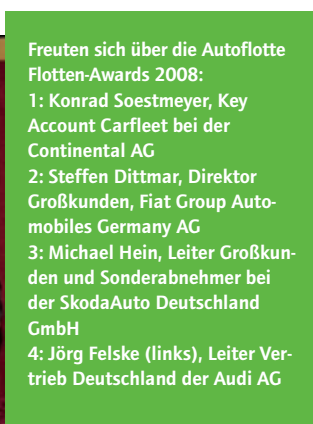 Freuten sich über die Autoflotte
Flotten-Awards 2008:
1: Konrad Soestmeyer, Key
Account Carfleet bei der
Continental AG
2: Steffen Dittmar, Direktor
Großkunden, Fiat Group Auto-
mobiles Germany AG
3: Michael Hein, Leiter Großkun-
den und Sonderabnehmer bei
der SkodaAuto Deutschland
GmbH
4: Jörg Felske (links), Leiter Ver-
trieb Deutschland der Audi AG